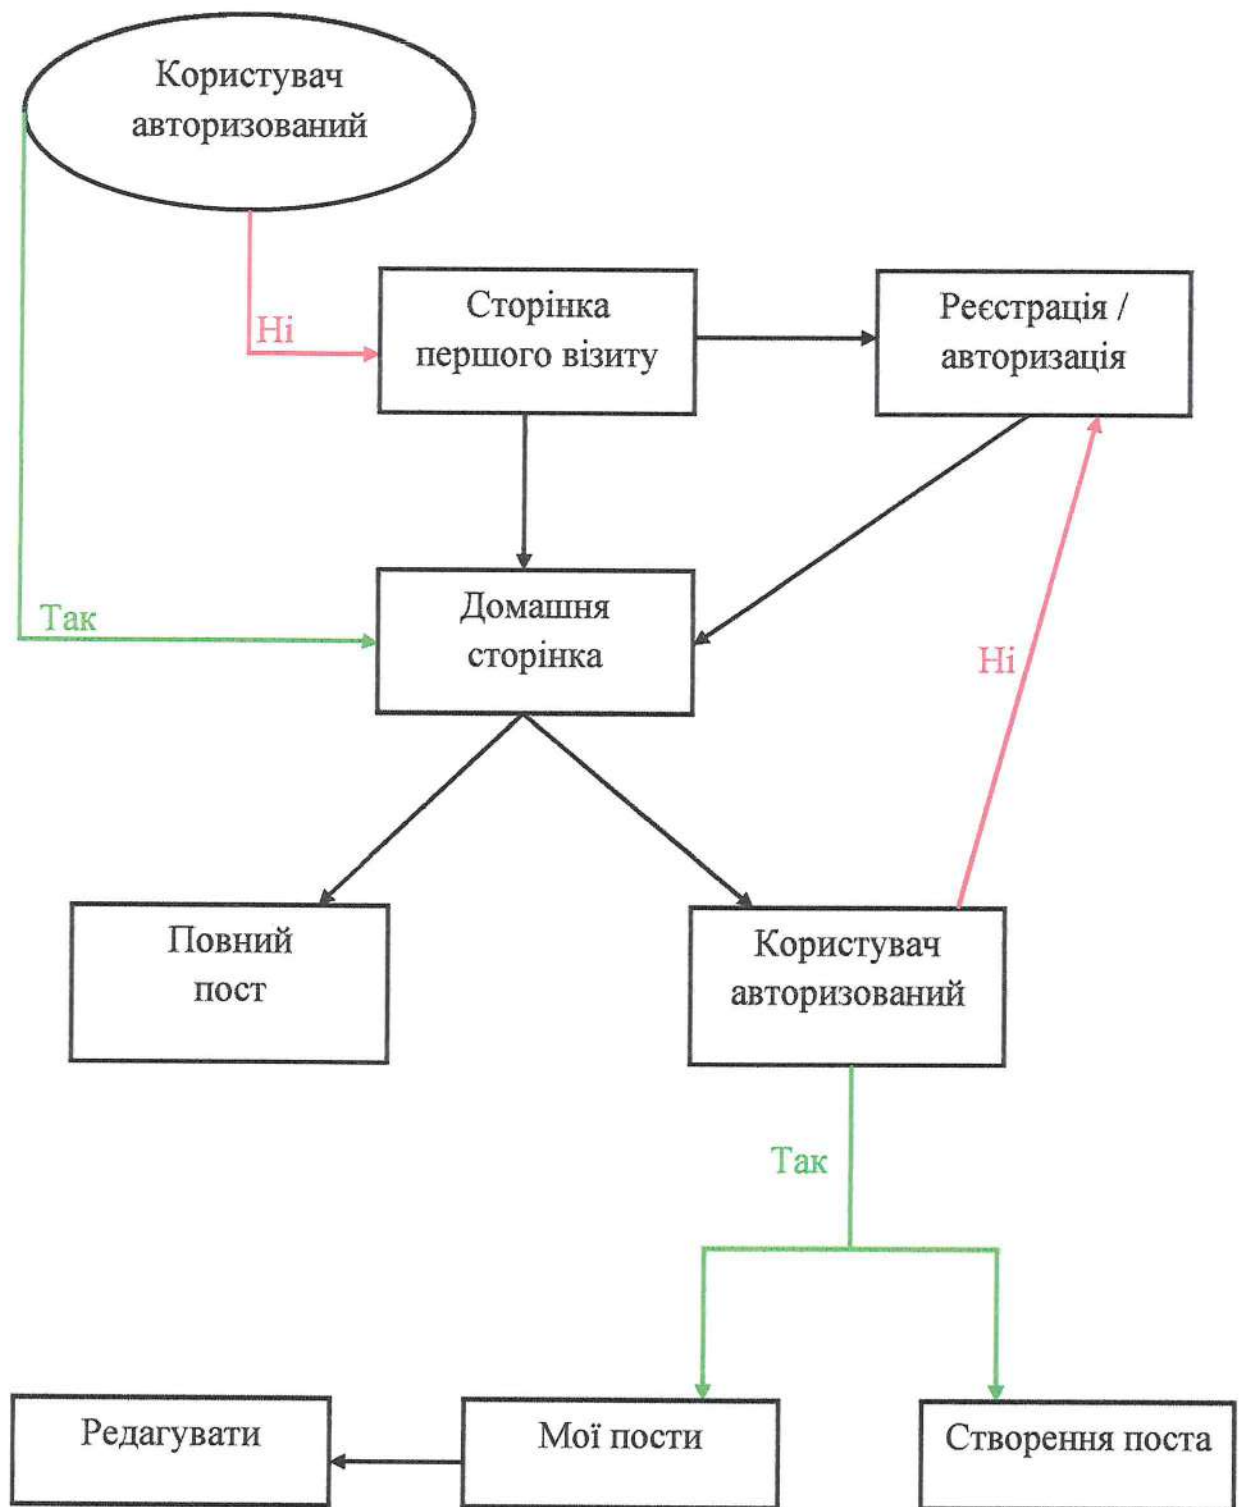 Користувач
авторизований
Ні
Сторінка
першого візиту
Реєстрація /
авторизація
Так
Домашня
сторінка
Ні
Повний
пост
Користувач
авторизований
Так
Редагувати
Мої пости
Створення поста